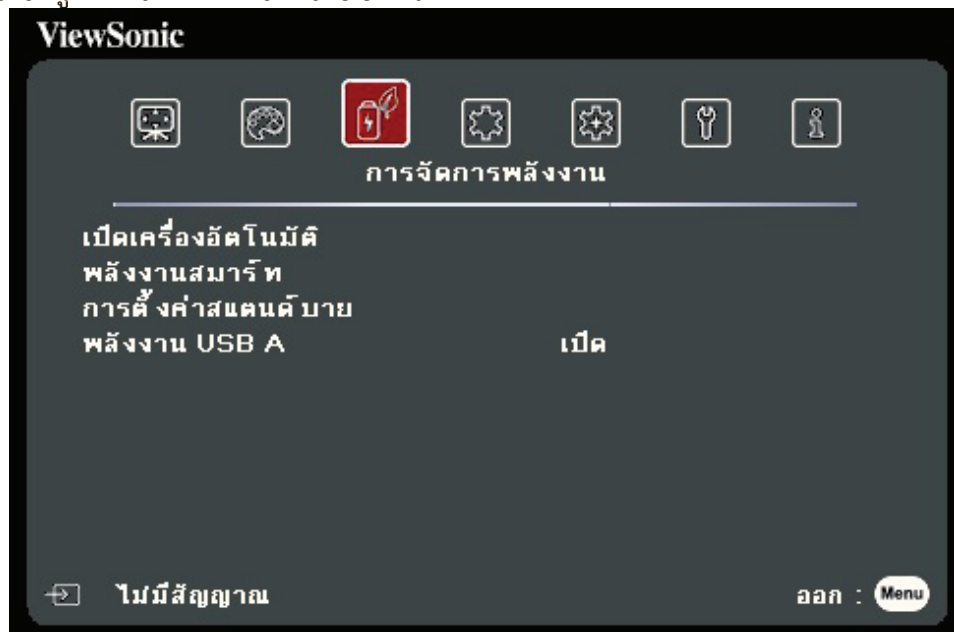 ViewSonic
การจัดการพลังงาน
เปิดเครื่องอัตโนมัติ
พลังงานสมาร์ท
การตั้งค่าสแตนด์บาย
พลังงาน USB A เปิด
ไม่มีสัญญาณ ออก : Menu